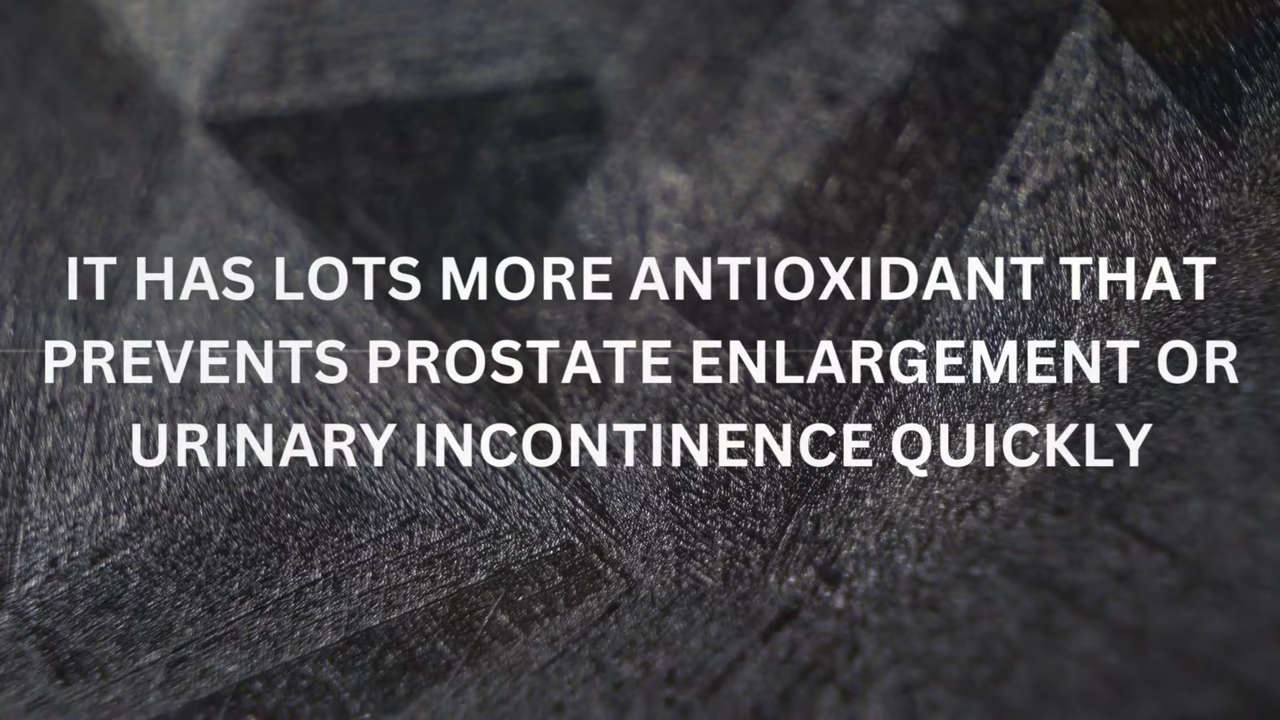 IT HAS LOTS MORE ANTIOXIDANT THAT
PREVENTS PROSTATE ENLARGEMENT OR
URINARY INCONTINENCE QUICKLY